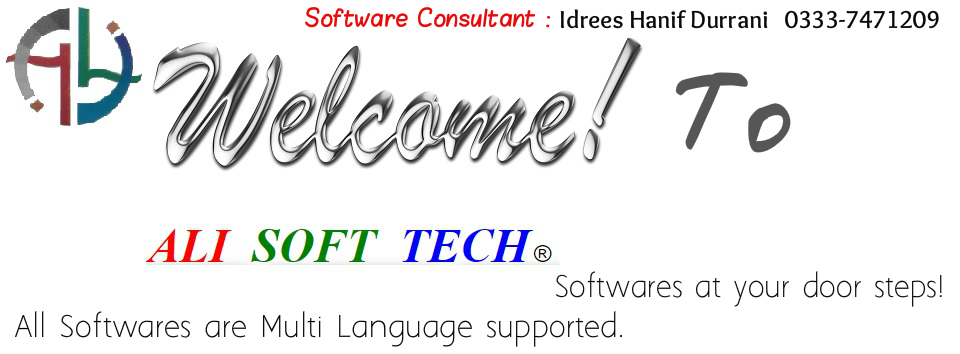 Software Consultant : Idrees Hanif Durrani 0333-7471209
Welcome! To
ALI SOFT TECH®
Softwares at your door steps!
All Softwares are Multi Language supported.